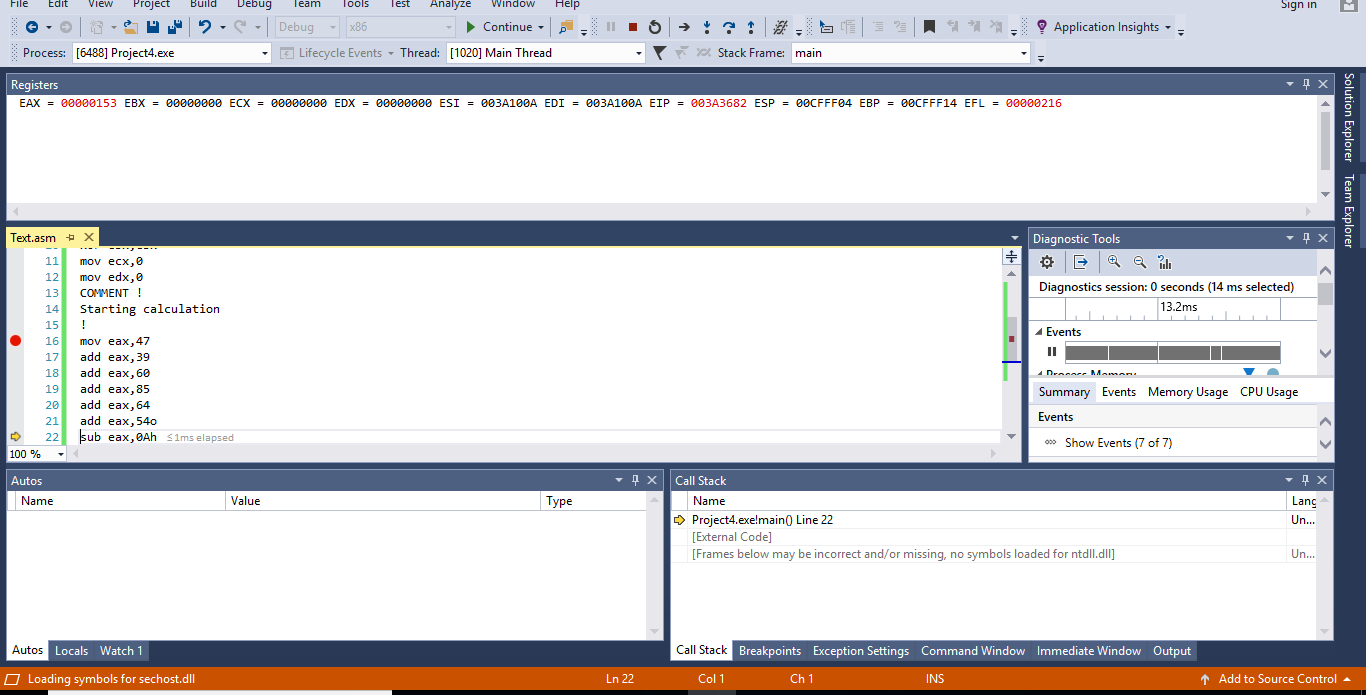 File Edit View Project Build Debug Team Tools Test Analyze Window Help Sign in
Debug x86 Continue Application Insights
Process: [6488] Project4.exe Lifecycle Events Thread: [1020] Main Thread Stack Frame: main
Registers
EAX = 00000153 EBX = 00000000 ECX = 00000000 EDX = 00000000 ESI = 003A100A EDI = 003A100A EIP = 003A3682 ESP = 00CFFF04 EBP = 00CFFF14 EFL = 00000216
Solution Explorer
Team Explorer
Text.asm
11 mov ecx,0
12 mov edx,0
13 COMMENT !
14 Starting calculation
15 !
16 mov eax,47
17 add eax,39
18 add eax,60
19 add eax,85
20 add eax,64
21 add eax,54o
22 sub eax,0Ah ≤1ms elapsed
100 %
Diagnostic Tools
Diagnostics session: 0 seconds (14 ms selected)
13.2ms
Events
Process Memory
Summary Events Memory Usage CPU Usage
Events
Show Events (7 of 7)
Autos
Name Value Type
Autos Locals Watch 1
Call Stack
Name Lang
Project4.exe!main() Line 22 Un...
[External Code]
[Frames below may be incorrect and/or missing, no symbols loaded for ntdll.dll] Un...
Call Stack Breakpoints Exception Settings Command Window Immediate Window Output
Loading symbols for sechost.dll Ln 22 Col 1 Ch 1 INS Add to Source Control